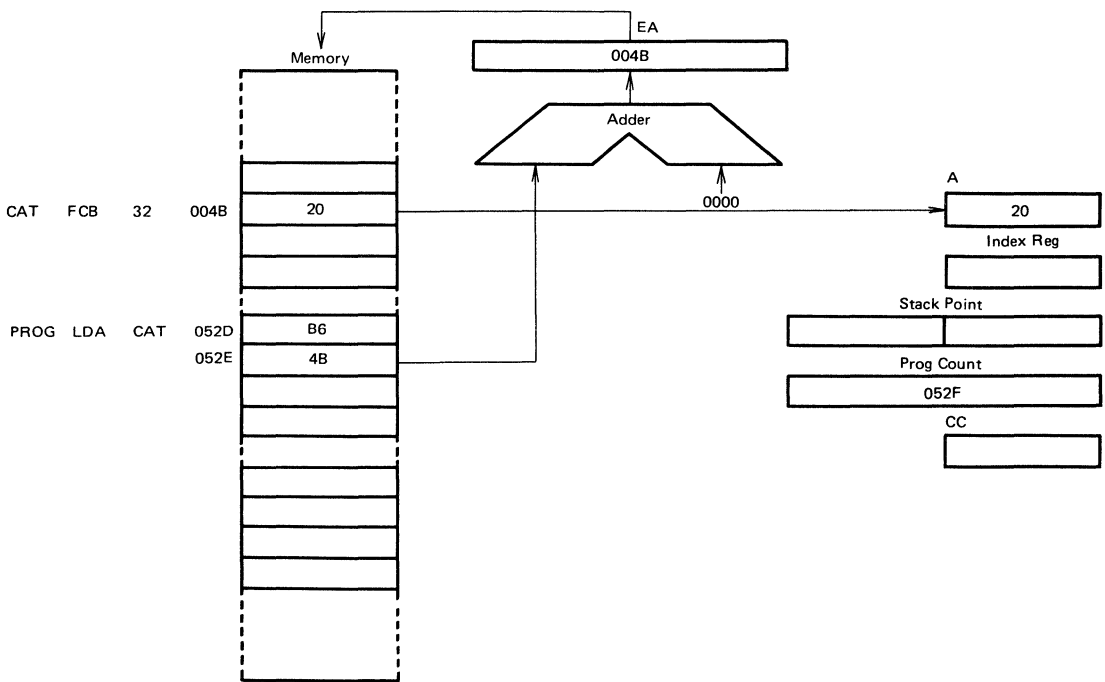 EA
Memory
004B
Adder
A
CAT FCB 32 004B 20 0000 20
Index Reg
Stack Point
PROG LDA CAT 052D B6
052E 4B
Prog Count
052F
CC